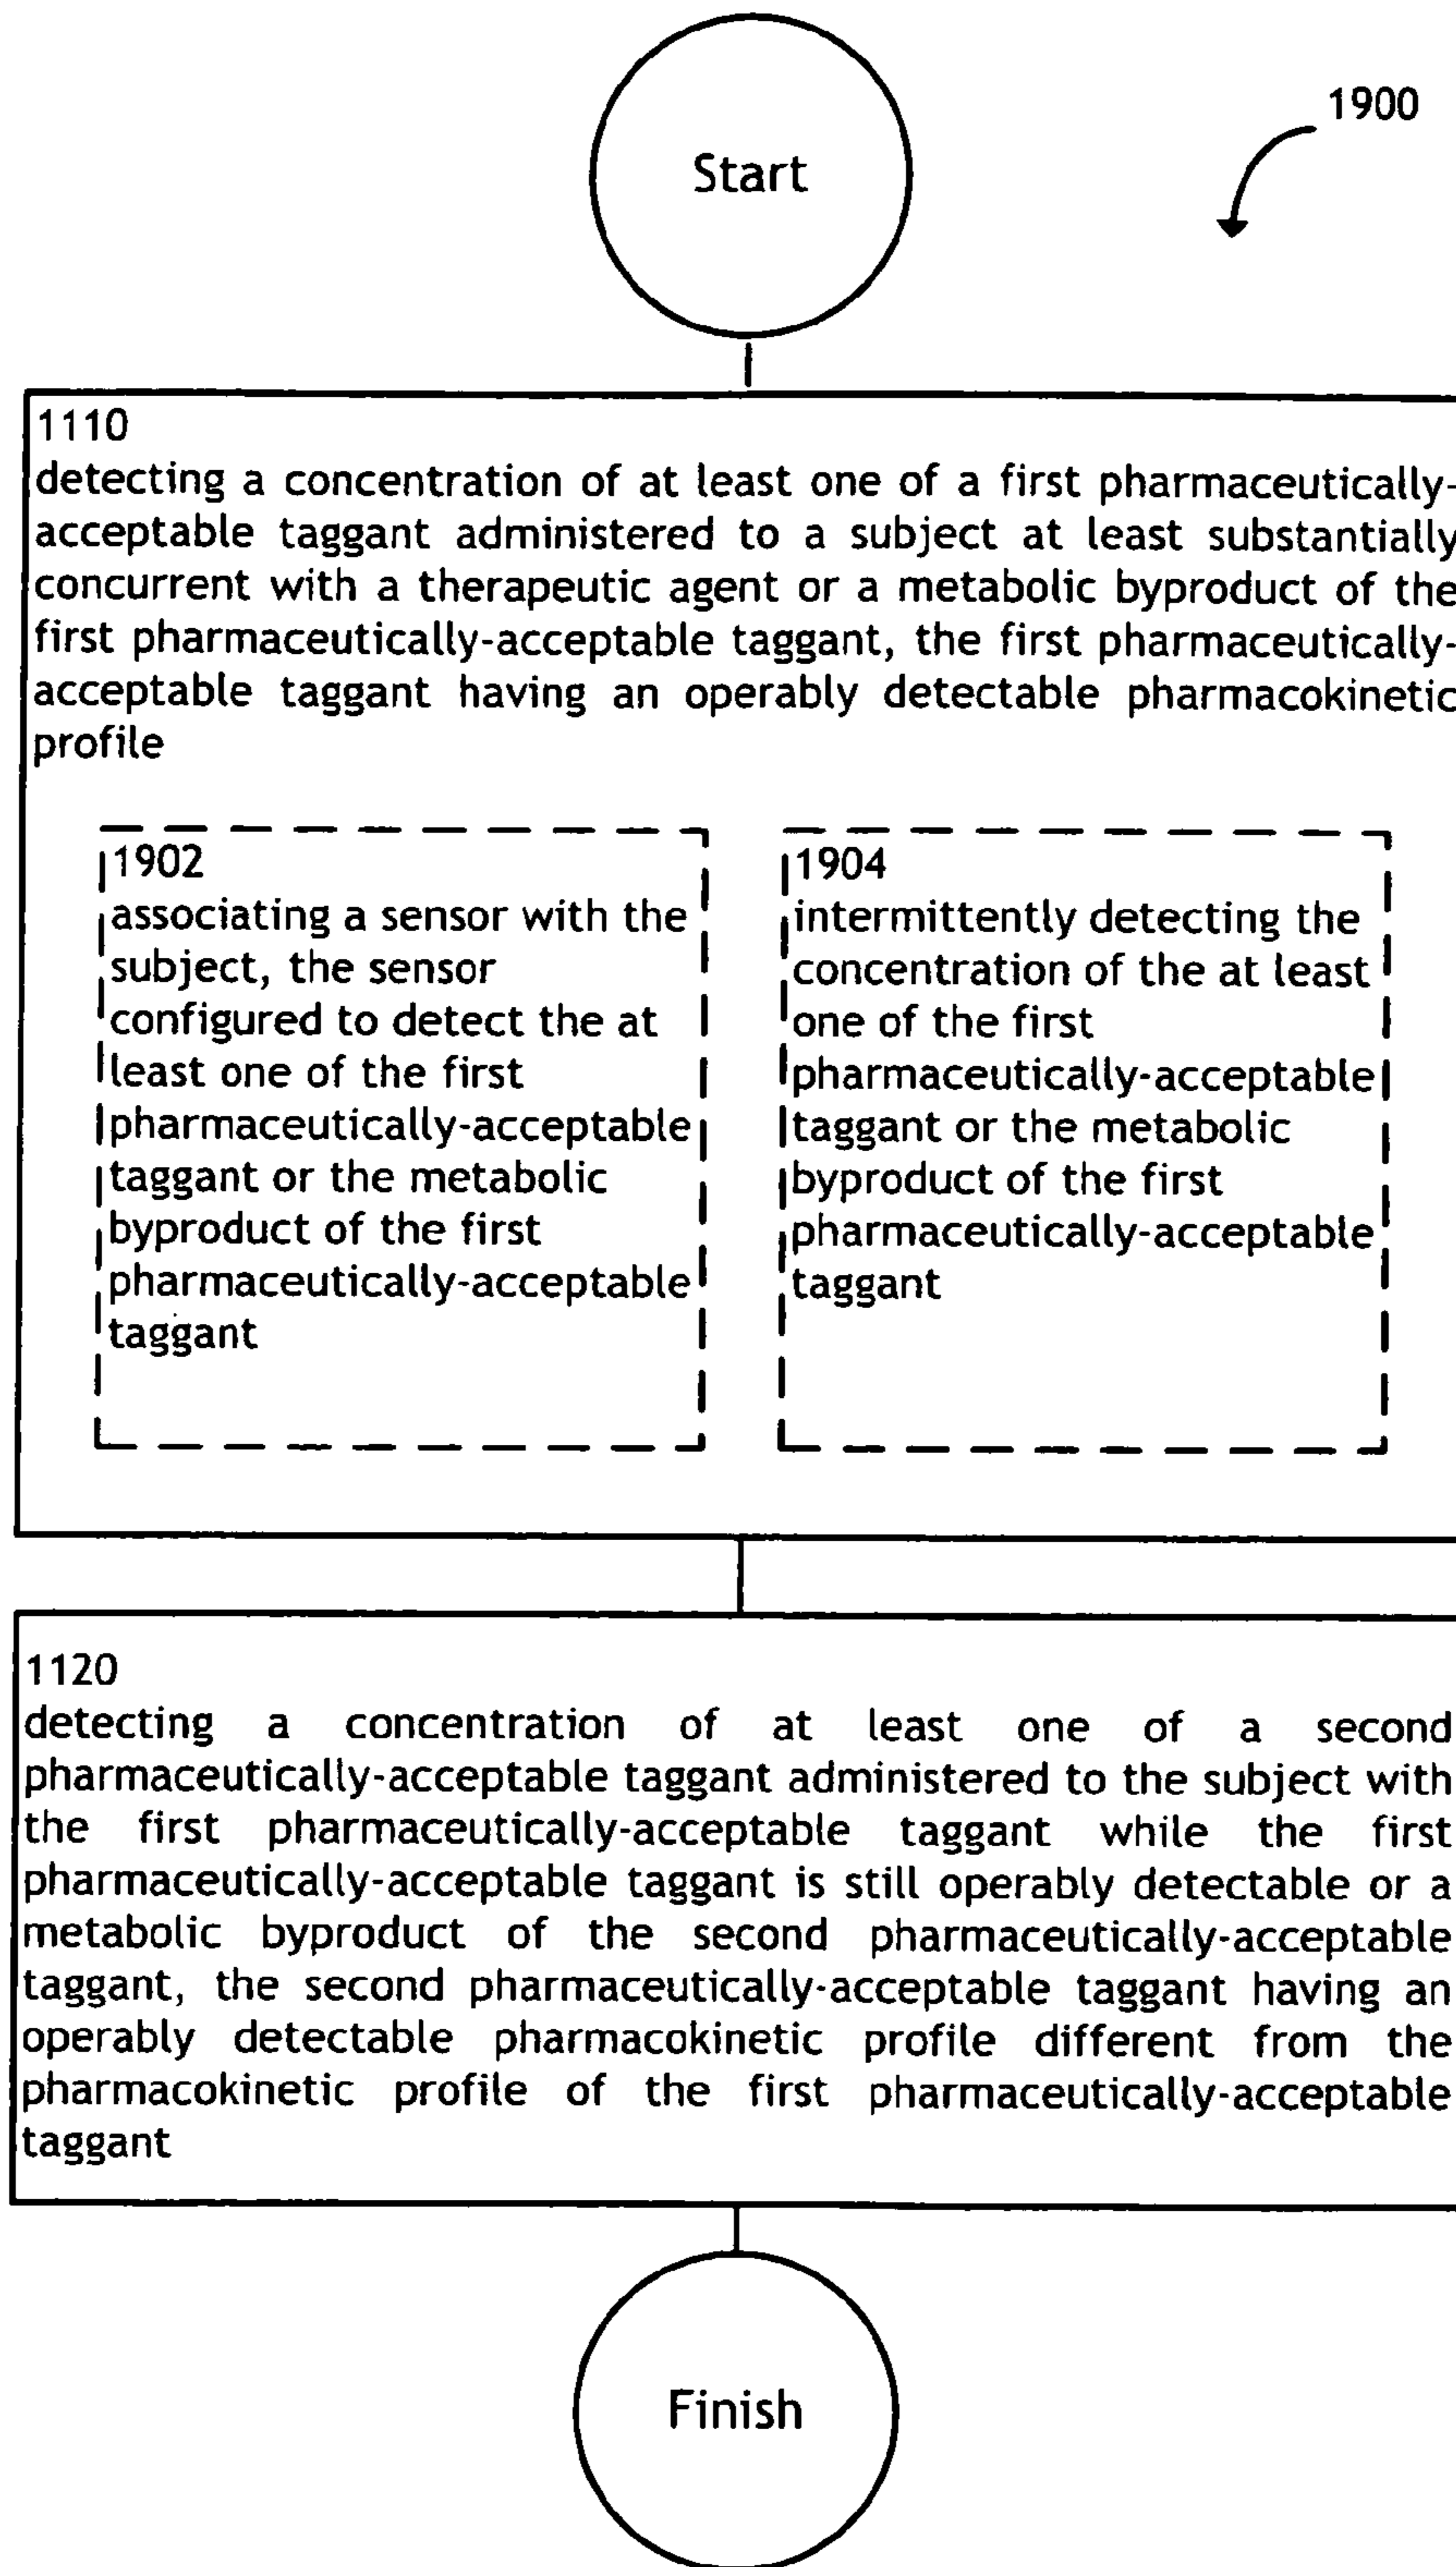 Start
1900
1110
detecting a concentration of at least one of a first pharmaceutically-
acceptable taggant administered to a subject at least substantially
concurrent with a therapeutic agent or a metabolic byproduct of the
first pharmaceutically-acceptable taggant, the first pharmaceutically-
acceptable taggant having an operably detectable pharmacokinetic
profile
1902
associating a sensor with the
subject, the sensor
configured to detect the at
least one of the first
pharmaceutically-acceptable
taggant or the metabolic
byproduct of the first
pharmaceutically-acceptable
taggant
1904
intermittently detecting the
concentration of the at least
one of the first
pharmaceutically-acceptable
taggant or the metabolic
byproduct of the first
pharmaceutically-acceptable
taggant
1120
detecting a concentration of at least one of a second
pharmaceutically-acceptable taggant administered to the subject with
the first pharmaceutically-acceptable taggant while the first
pharmaceutically-acceptable taggant is still operably detectable or a
metabolic byproduct of the second pharmaceutically-acceptable
taggant, the second pharmaceutically-acceptable taggant having an
operably detectable pharmacokinetic profile different from the
pharmacokinetic profile of the first pharmaceutically-acceptable
taggant
Finish